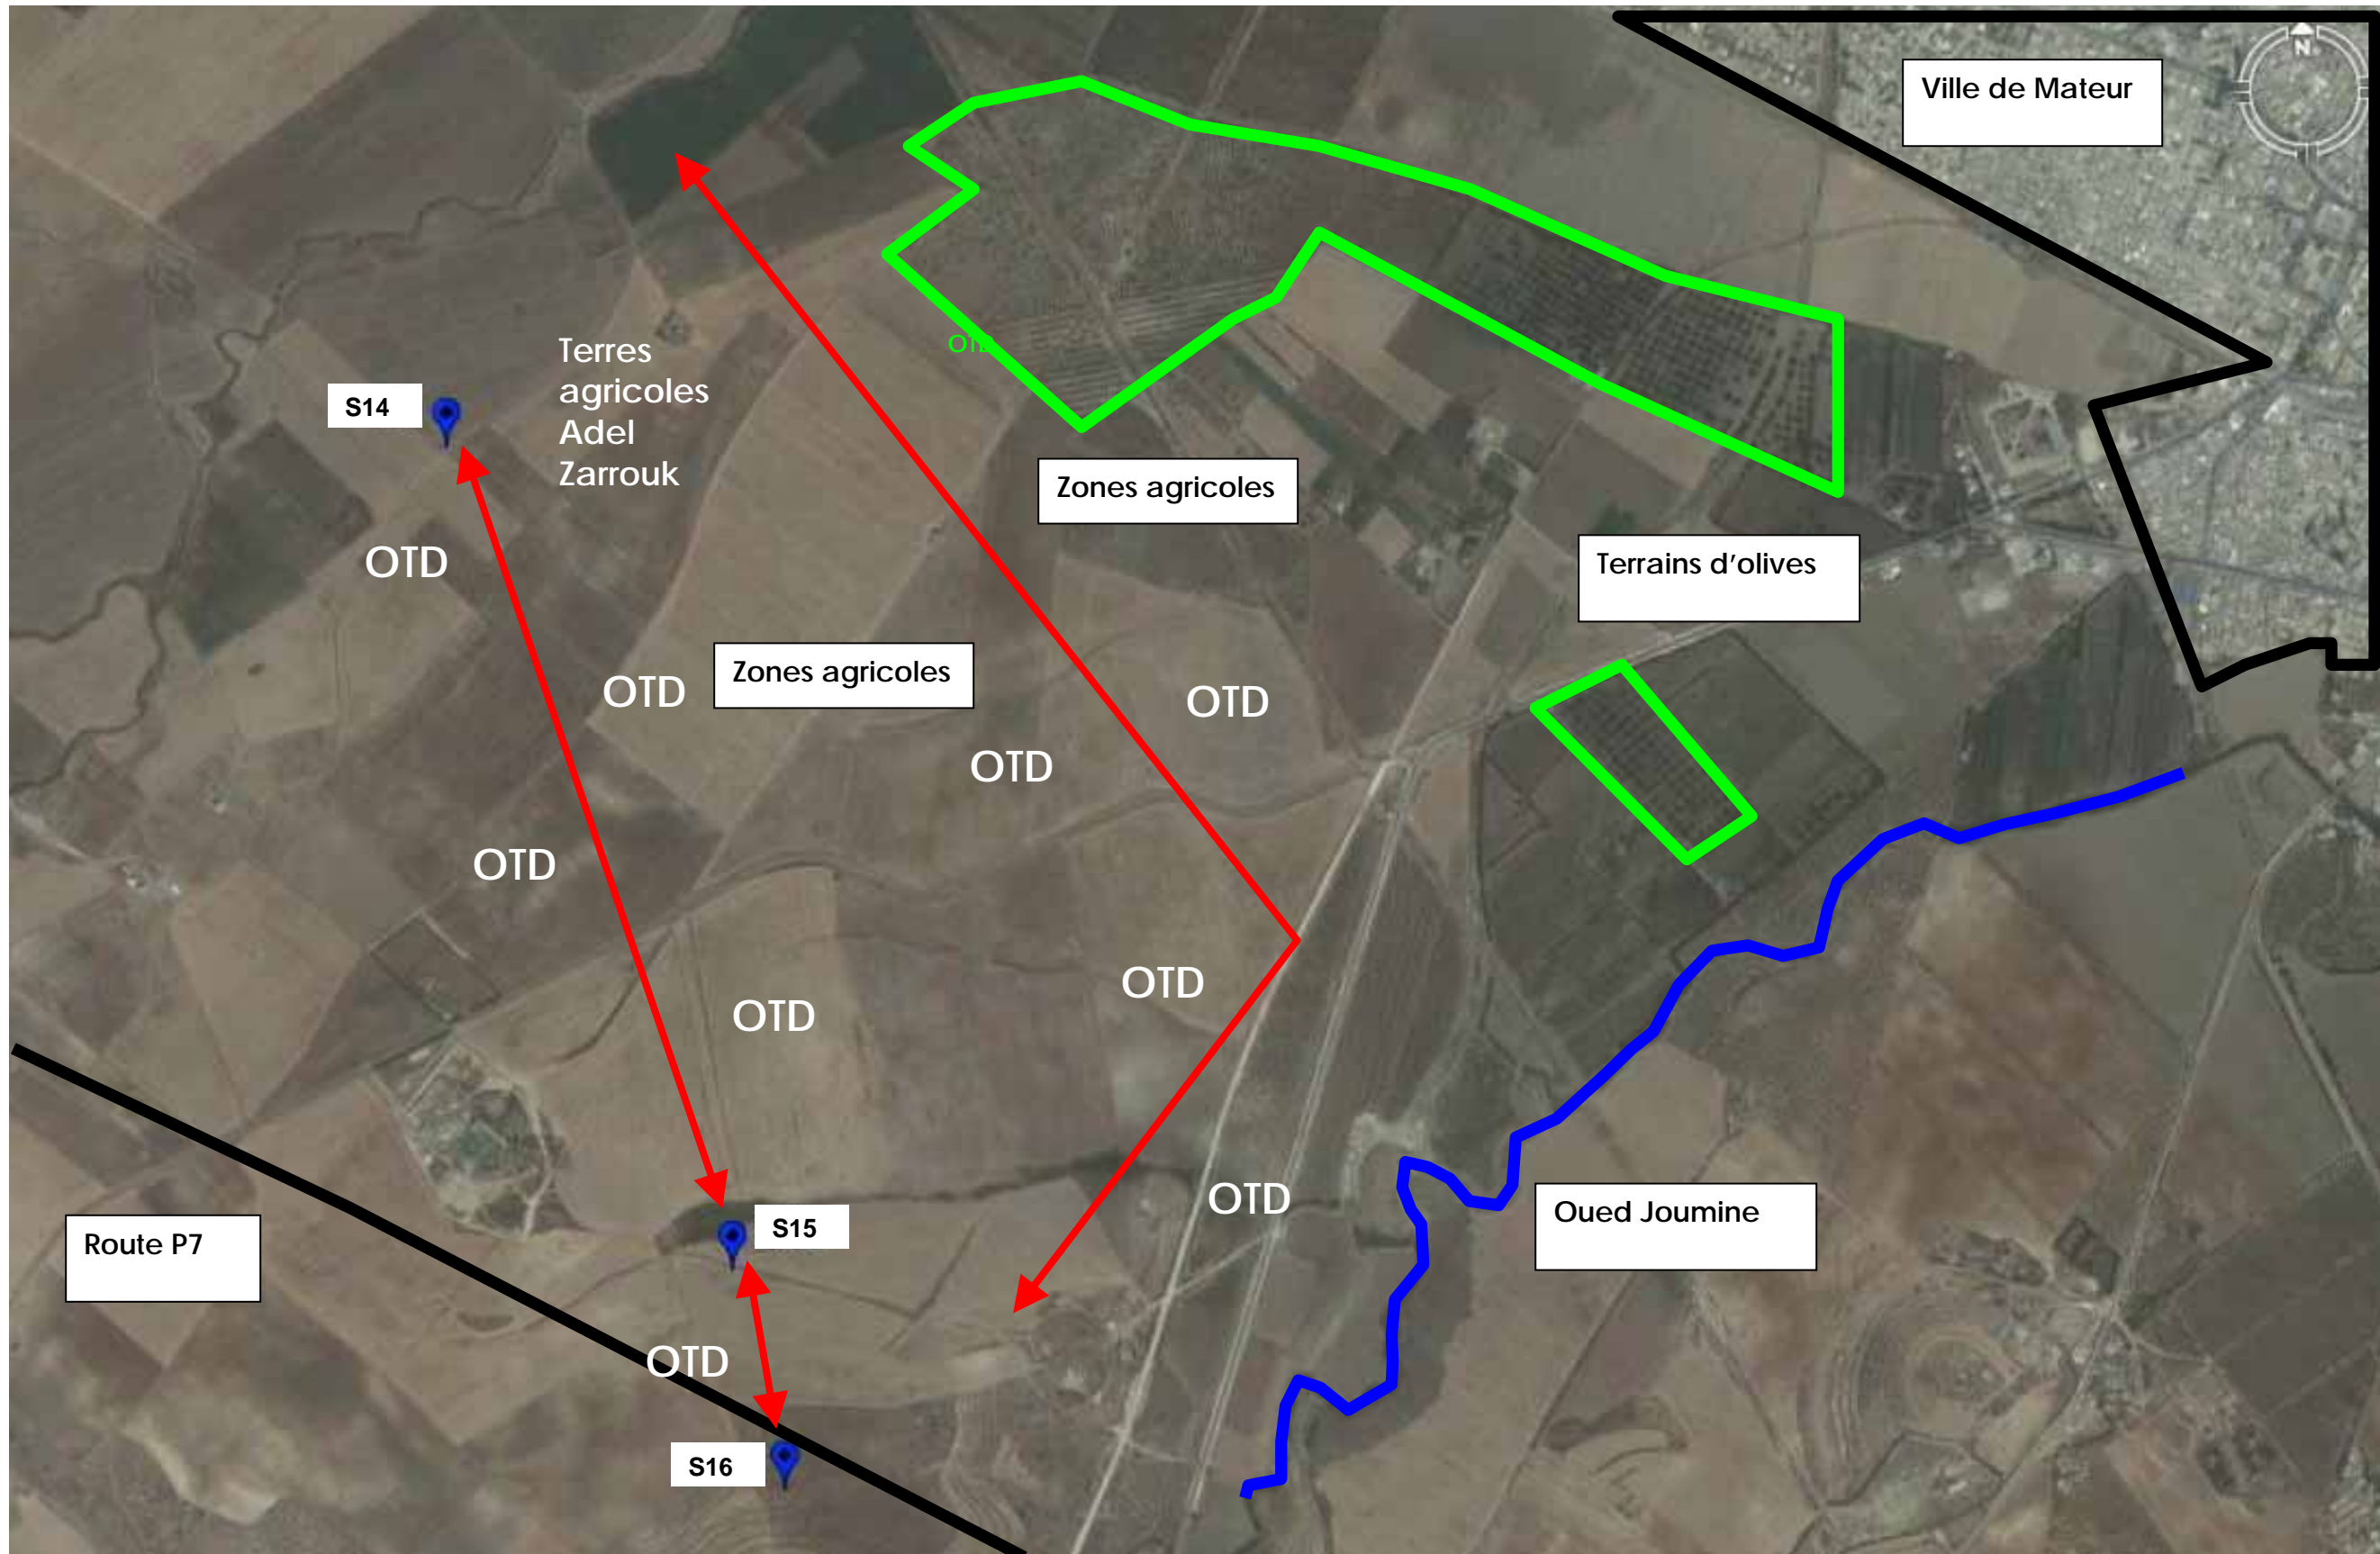 N
Ville de Mateur
OTD
Terres
agricoles
Adel
Zarrouk
S14
Zones agricoles
OTD
Terrains d'olives
Zones agricoles
OTD
OTD
OTD
OTD
OTD
OTD
OTD
S15
Route P7
Oued Joumine
OTD
S16